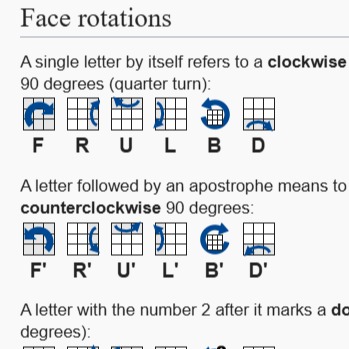 Face rotations
A single letter by itself refers to a clockwise
90 degrees (quarter turn):
F R U L B D
A letter followed by an apostrophe means to
counterclockwise 90 degrees:
F' R' U' L' B' D'
A letter with the number 2 after it marks a do
degrees):